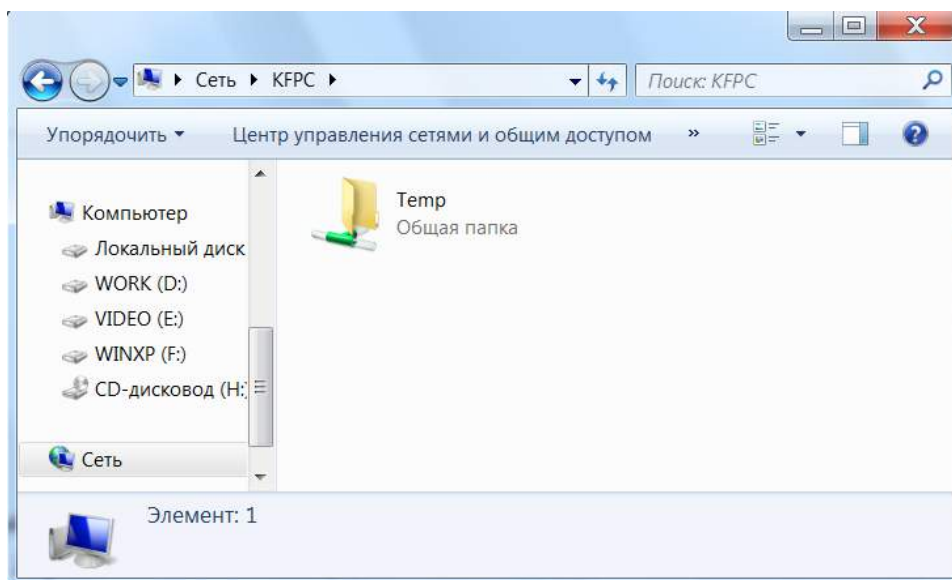 Сеть KFPC
Поиск: KFPC
Упорядочить Центр управления сетями и общим доступом »
Компьютер
Локальный диск
WORK (D:)
VIDEO (E:)
WINXP (F:)
CD-дисковод (H:
Сеть
Temp
Общая папка
Элемент: 1